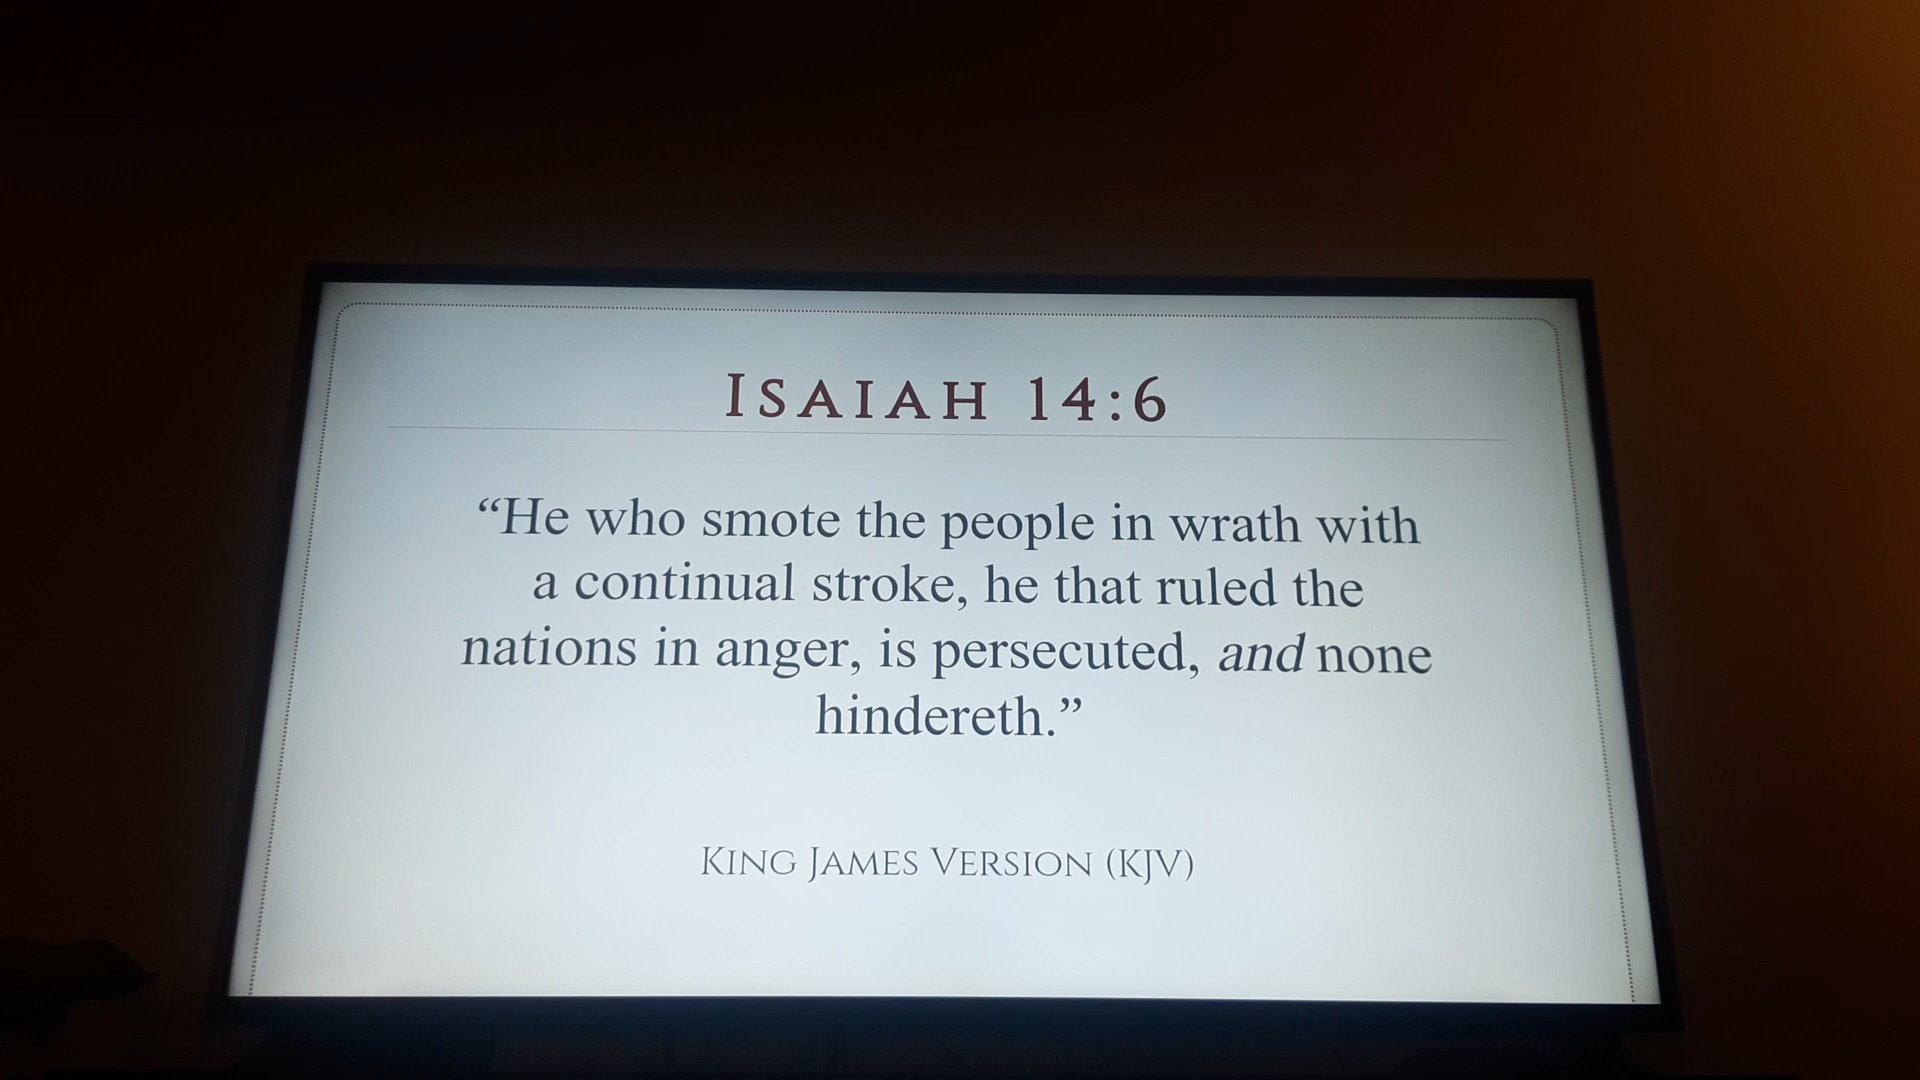 ISAIAH 14:6
“He who smote the people in wrath with
a continual stroke, he that ruled the
nations in anger, is persecuted, and none
hindereth.”
KING JAMES VERSION (KJV)